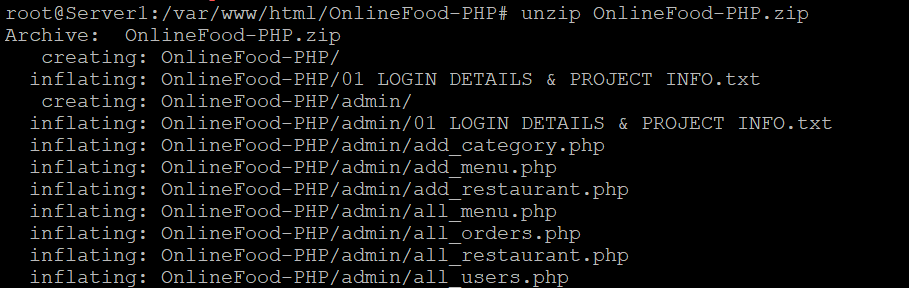 root@Server1:/var/www/html/OnlineFood-PHP# unzip OnlineFood-PHP.zip
Archive:  OnlineFood-PHP.zip
   creating: OnlineFood-PHP/
  inflating: OnlineFood-PHP/01 LOGIN DETAILS & PROJECT INFO.txt
   creating: OnlineFood-PHP/admin/
  inflating: OnlineFood-PHP/admin/01 LOGIN DETAILS & PROJECT INFO.txt
  inflating: OnlineFood-PHP/admin/add_category.php
  inflating: OnlineFood-PHP/admin/add_menu.php
  inflating: OnlineFood-PHP/admin/add_restaurant.php
  inflating: OnlineFood-PHP/admin/all_menu.php
  inflating: OnlineFood-PHP/admin/all_orders.php
  inflating: OnlineFood-PHP/admin/all_restaurant.php
  inflating: OnlineFood-PHP/admin/all_users.php